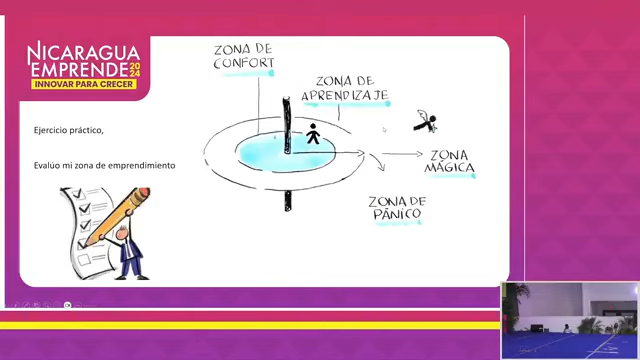 NICARAGUA
EMPRENDE
2024
INNOVAR PARA CRECER
Ejercicio práctico,
Evalúo mi zona de emprendimiento
ZONA DE
CONFORT
ZONA DE
APRENDIZAJE
ZONA
MÁGICA
ZONA DE
PÁNICO